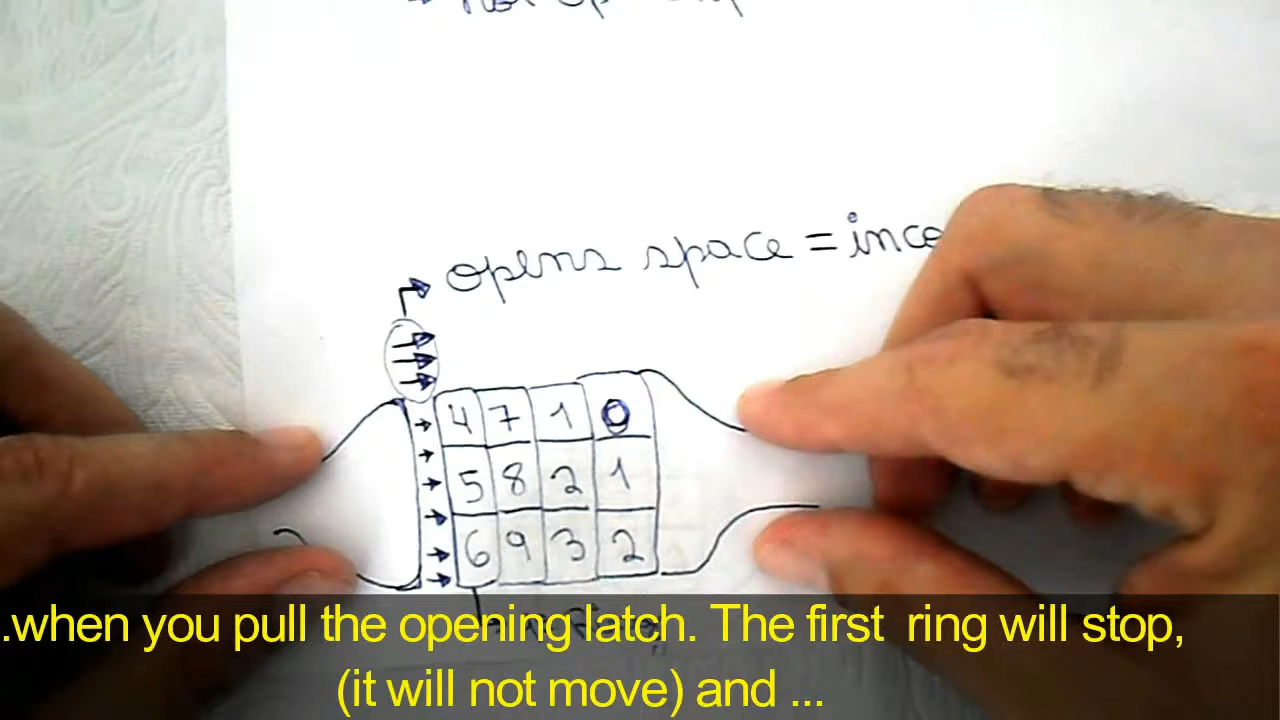 opens space = ince
4 7 1 0
5 8 2 1
6 9 3 2
.when you pull the opening latch. The first ring will stop,
(it will not move) and ...